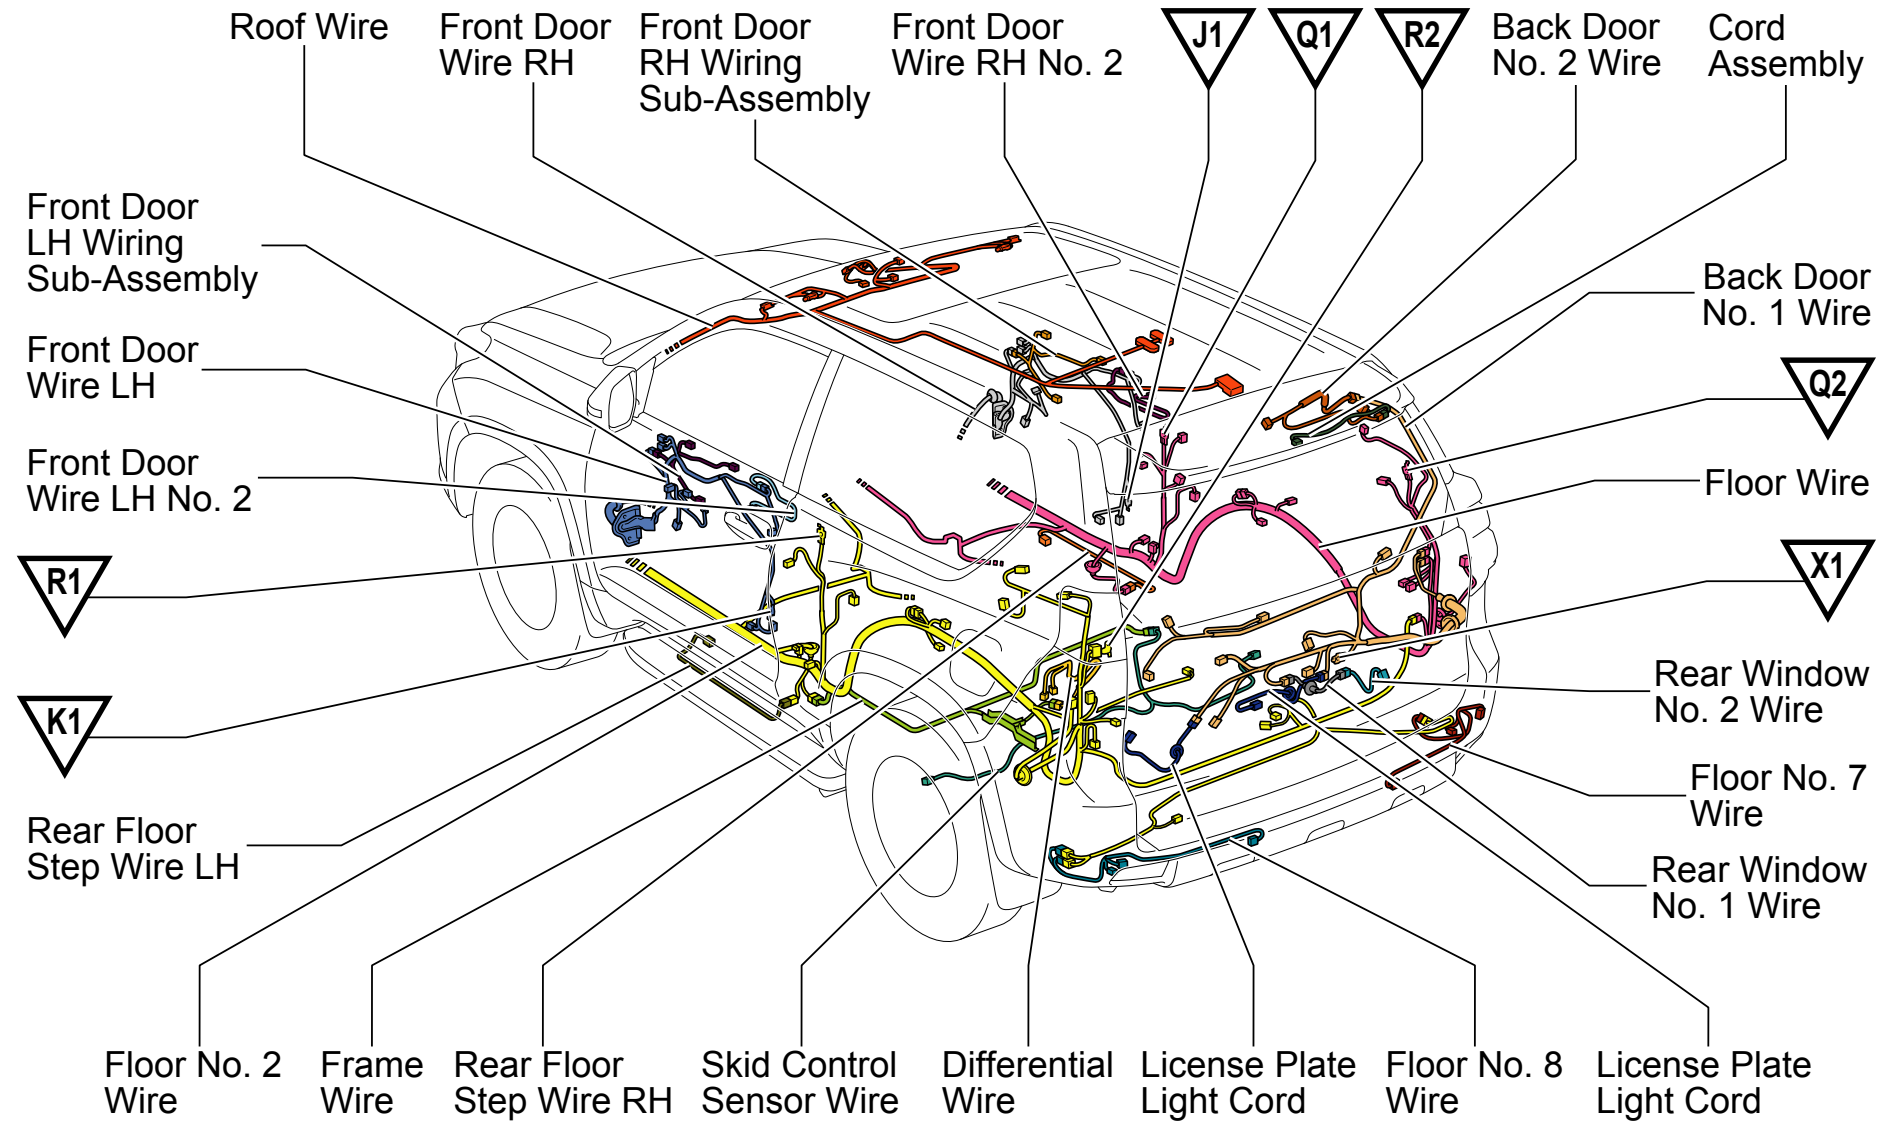 Roof Wire
Front Door
Wire RH
Front Door
RH Wiring
Sub-Assembly
Front Door
Wire RH No. 2
J1
Q1
R2
Back Door
No. 2 Wire
Cord
Assembly
Front Door
LH Wiring
Sub-Assembly
Back Door
No. 1 Wire
Front Door
Wire LH
Q2
Front Door
Wire LH No. 2
Floor Wire
R1
X1
K1
Rear Window
No. 2 Wire
Floor No. 7
Wire
Rear Floor
Step Wire LH
Rear Window
No. 1 Wire
Floor No. 2
Wire
Frame
Wire
Rear Floor
Step Wire RH
Skid Control
Sensor Wire
Differential
Wire
License Plate
Light Cord
Floor No. 8
Wire
License Plate
Light Cord